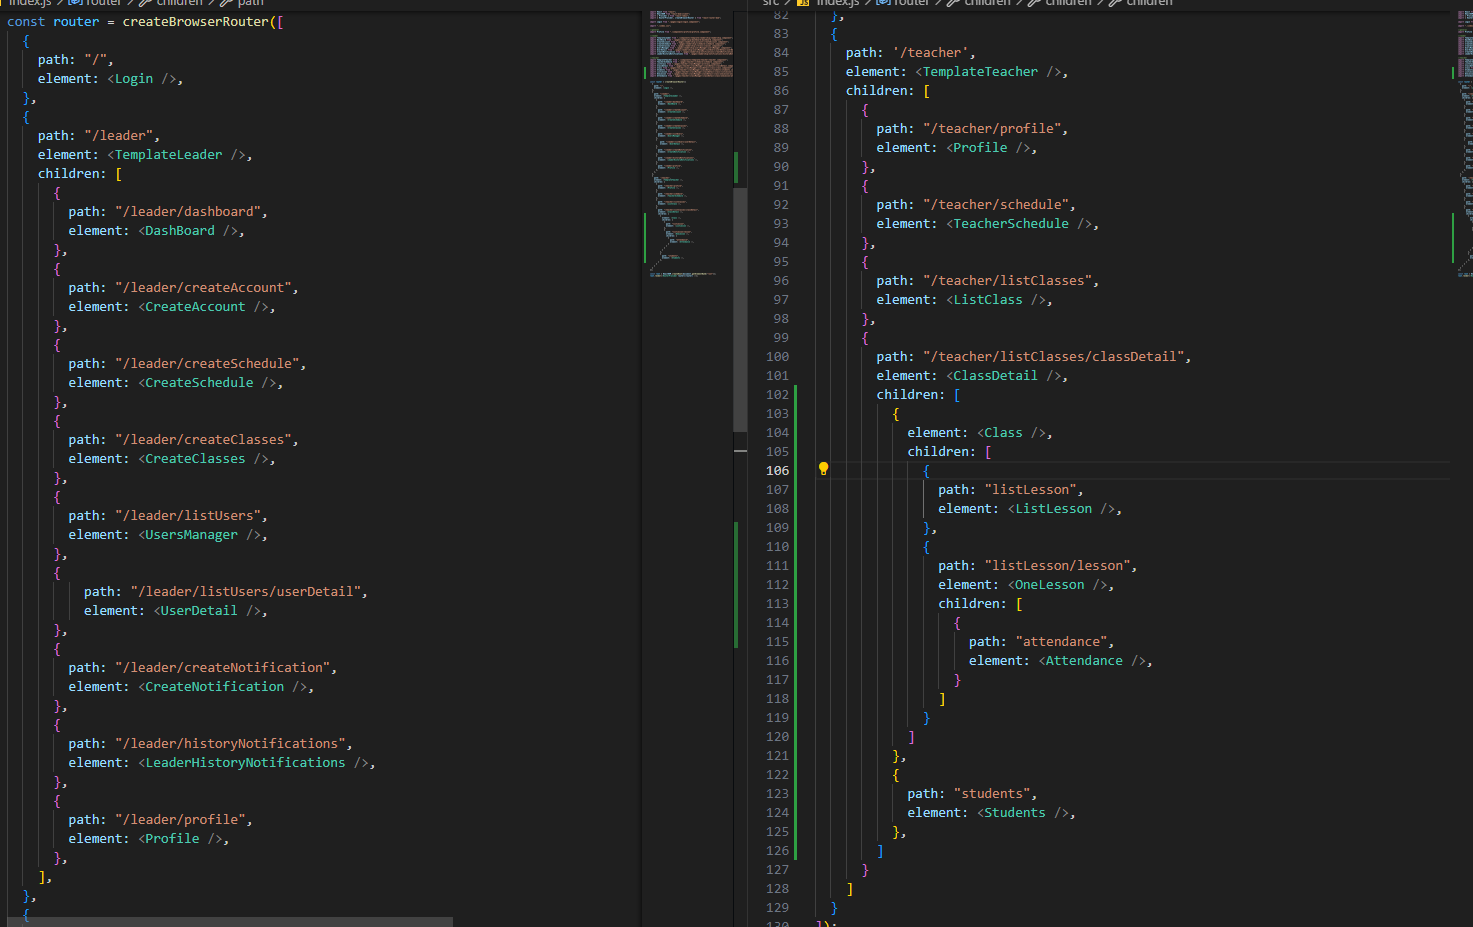 index.js > router > children > path
const router = createBrowserRouter([
{
path: "/",
element: <Login />,
},
{
path: "/leader",
element: <TemplateLeader />,
children: [
{
path: "/leader/dashboard",
element: <DashBoard />,
},
{
path: "/leader/createAccount",
element: <CreateAccount />,
},
{
path: "/leader/createSchedule",
element: <CreateSchedule />,
},
{
path: "/leader/createClasses",
element: <CreateClasses />,
},
{
path: "/leader/listUsers",
element: <UsersManager />,
},
{
path: "/leader/listUsers/userDetail",
element: <UserDetail />,
},
{
path: "/leader/createNotification",
element: <CreateNotification />,
},
{
path: "/leader/historyNotifications",
element: <LeaderHistoryNotifications />,
},
{
path: "/leader/profile",
element: <Profile />,
},
],
},
{
src > JS index.js > router > children > children > children
82 },
83 {
84 path: '/teacher',
85 element: <TemplateTeacher />,
86 children: [
87 {
88 path: "/teacher/profile",
89 element: <Profile />,
90 },
91 {
92 path: "/teacher/schedule",
93 element: <TeacherSchedule />,
94 },
95 {
96 path: "/teacher/listClasses",
97 element: <ListClass />,
98 },
99 {
100 path: "/teacher/listClasses/classDetail",
101 element: <ClassDetail />,
102 children: [
103 {
104 element: <Class />,
105 children: [
106 {
107 path: "listLesson",
108 element: <ListLesson />,
109 },
110 {
111 path: "listLesson/lesson",
112 element: <OneLesson />,
113 children: [
114 {
115 path: "attendance",
116 element: <Attendance />,
117 }
118 ]
119 }
120 ]
121 },
122 {
123 path: "students",
124 element: <Students />,
125 },
126 ]
127 }
128 ]
129 }
130 ]);